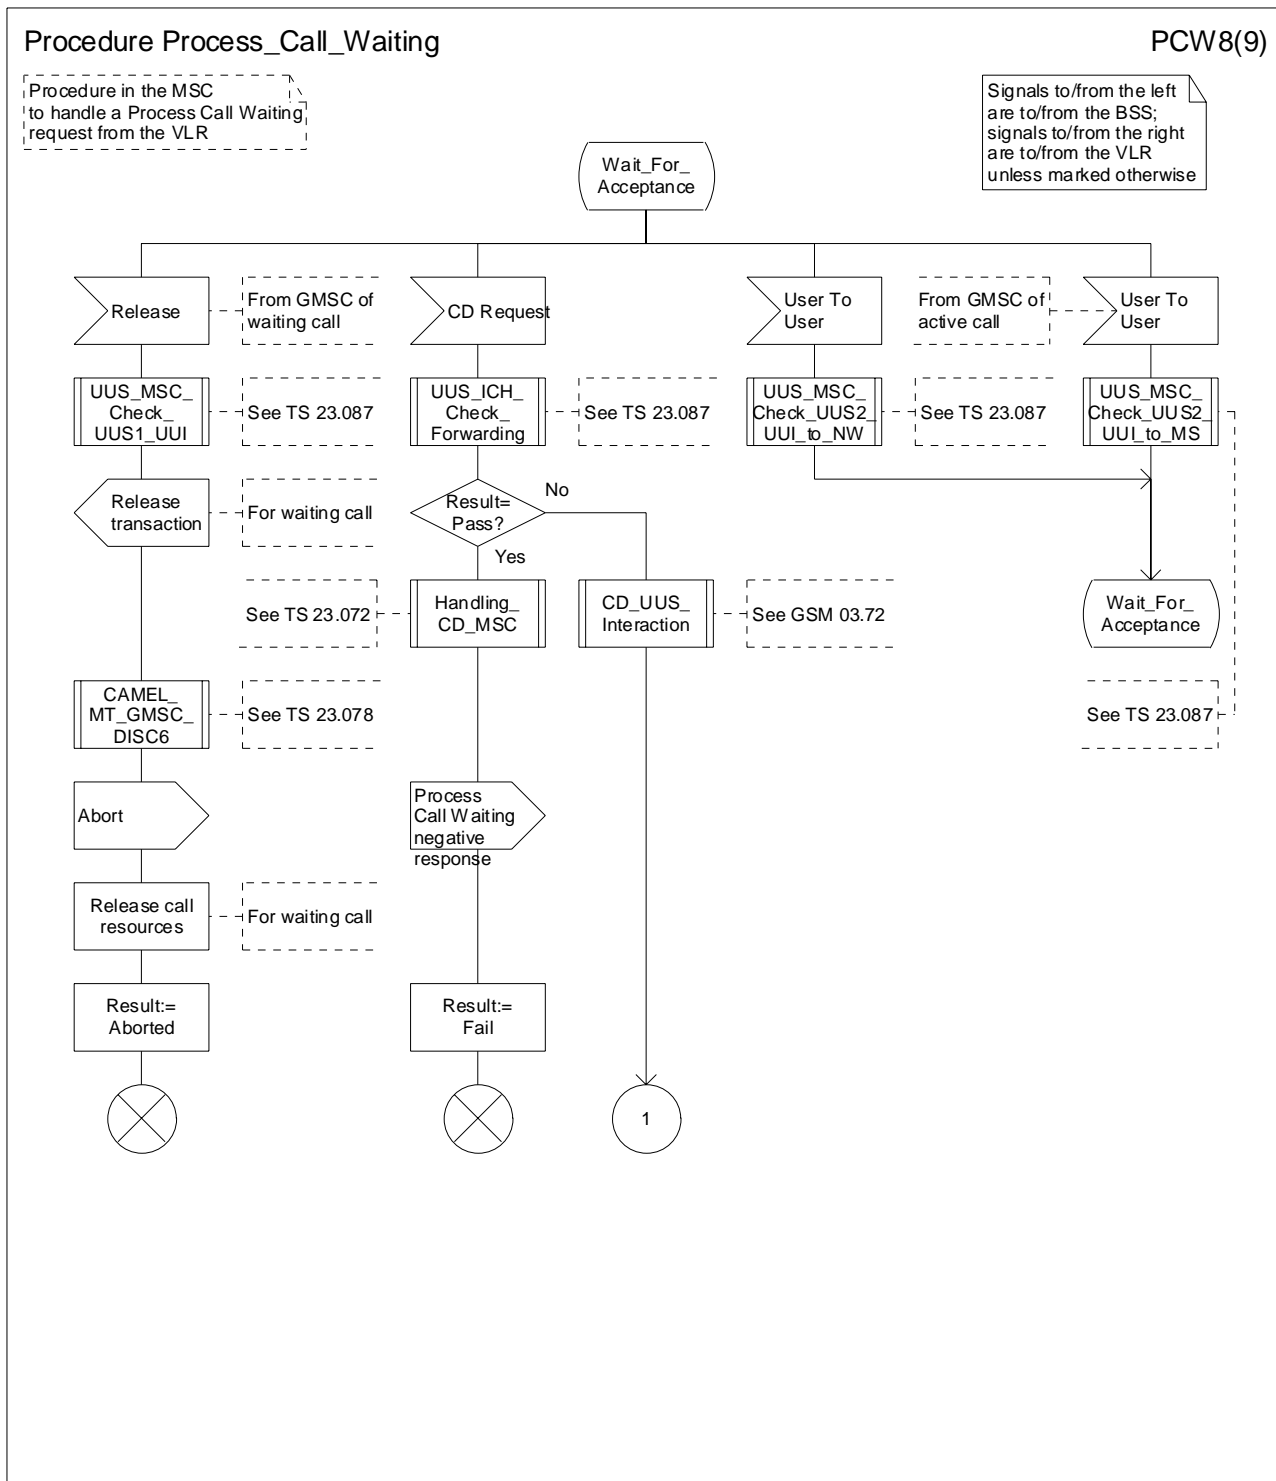 Procedure Process_Call_Waiting
PCW8(9)
Procedure in the MSC
to handle a Process Call Waiting
request from the VLR
Signals to/from the left
are to/from the BSS;
signals to/from the right
are to/from the VLR
unless marked otherwise
Wait_For_
Acceptance
Release
From GMSC of
waiting call
CD Request
User To
User
From GMSC of
active call
User To
User
UUS_MSC_
Check_
UUS1_UUI
See TS 23.087
UUS_ICH_
Check_
Forwarding
See TS 23.087
UUS_MSC_
Check_UUS2_
UUI_to_NW
See TS 23.087
UUS_MSC_
Check_UUS2_
UUI_to_MS
Release
transaction
For waiting call
Result=
Pass?
No
Yes
See TS 23.072
Handling_
CD_MSC
CD_UUS_
Interaction
See GSM 03.72
Wait_For_
Acceptance
CAMEL_
MT_GMSC_
DISC6
See TS 23.078
See TS 23.087
Abort
Process
Call Waiting
negative
response
Release call
resources
For waiting call
Result:=
Aborted
Result:=
Fail
1